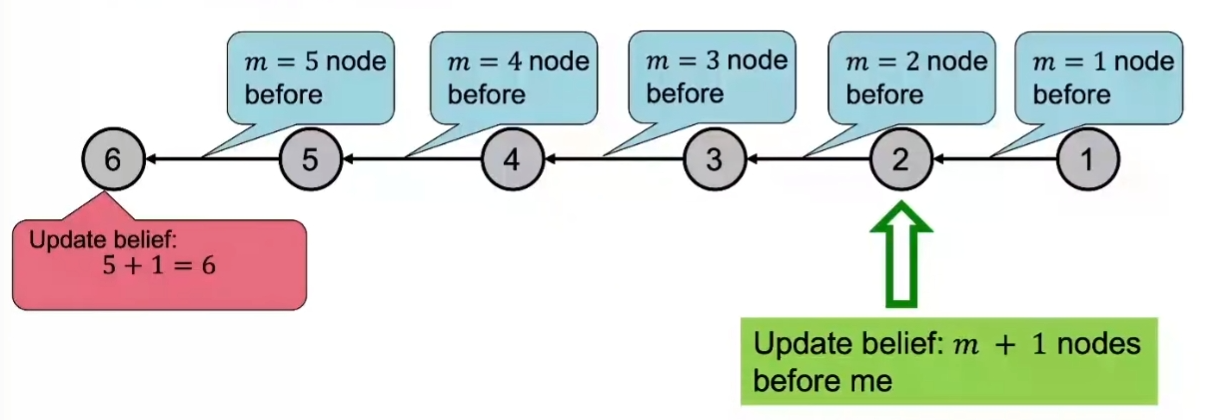 m = 5 node
before
m = 4 node
before
m = 3 node
before
m = 2 node
before
m = 1 node
before
6
5
4
3
2
1
Update belief:
5 + 1 = 6
Update belief: m + 1 nodes
before me